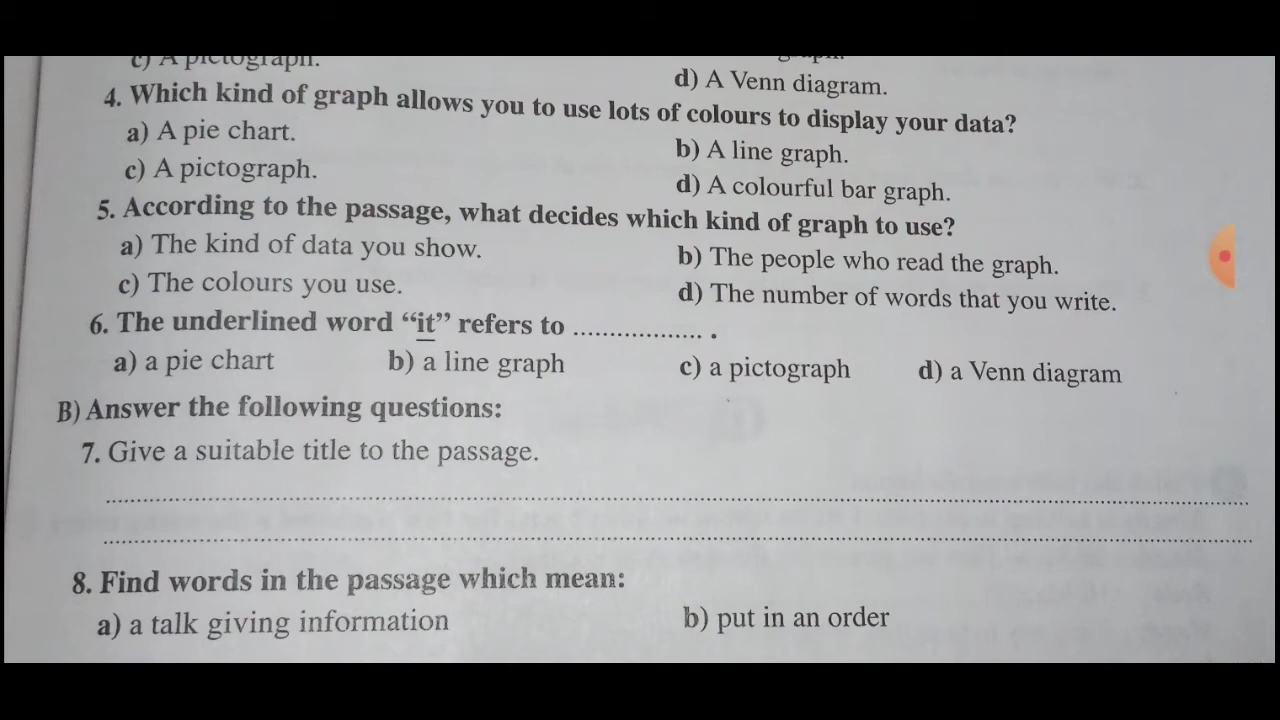 c) A pictograph.
d) A Venn diagram.
4. Which kind of graph allows you to use lots of colours to display your data?
a) A pie chart.
b) A line graph.
c) A pictograph.
d) A colourful bar graph.
5. According to the passage, what decides which kind of graph to use?
a) The kind of data you show.
b) The people who read the graph.
c) The colours you use.
d) The number of words that you write.
6. The underlined word “it” refers to .................. .
a) a pie chart b) a line graph c) a pictograph d) a Venn diagram
B) Answer the following questions:
7. Give a suitable title to the passage.
8. Find words in the passage which mean:
a) a talk giving information b) put in an order